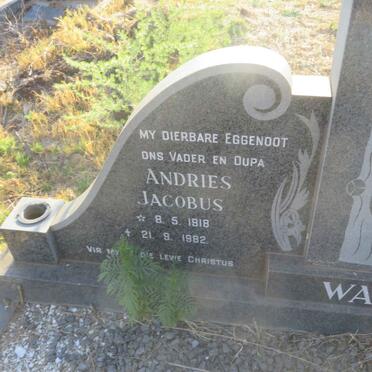 MY DIERBARE EGGENOOT
ONS VADER EN OUPA
ANDRIES
JACOBUS
* 8. 5. 1918
21. 9. 1982.
VIR DIE LEWE CHRISTUS
WA